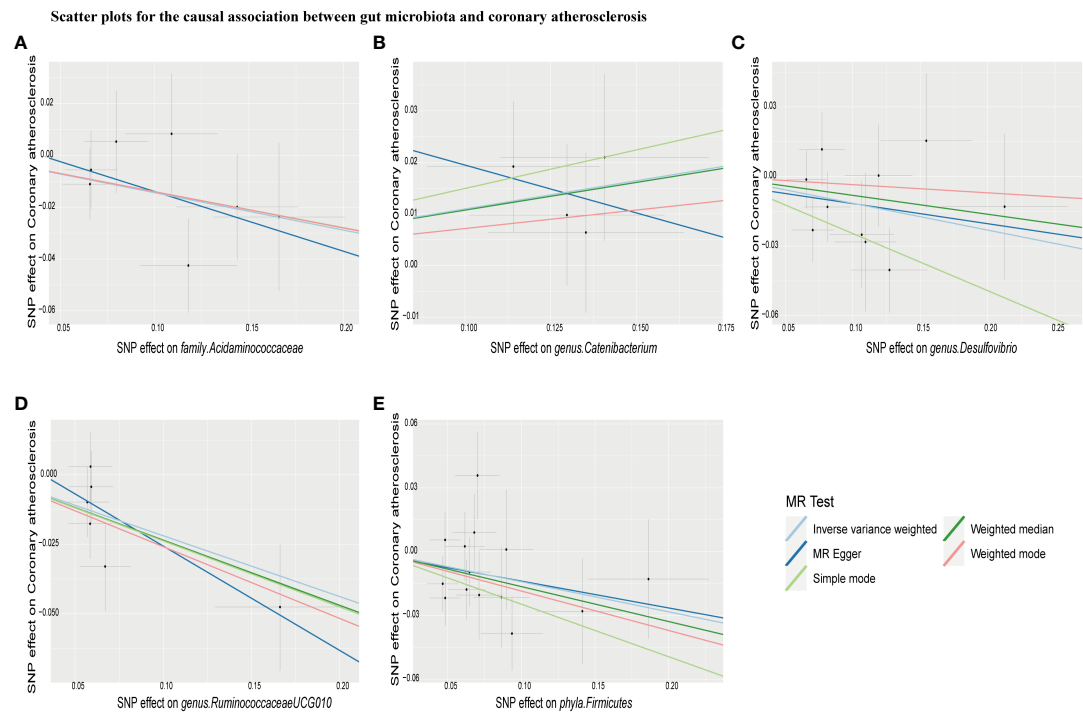 Scatter plots for the causal association between gut microbiota and coronary atherosclerosis
A
SNP effect on Coronary atherosclerosis
0.02
0.00
−0.02
−0.04
−0.06
0.05 0.10 0.15 0.20
SNP effect on family.Acidaminococcaceae
B
SNP effect on Coronary atherosclerosis
0.03
0.02
0.01
0.00
−0.01
0.100 0.125 0.150 0.175
SNP effect on genus.Catenibacterium
C
SNP effect on Coronary atherosclerosis
0.03
0.00
−0.03
−0.06
0.05 0.10 0.15 0.20 0.25
SNP effect on genus.Desulfovibrio
D
SNP effect on Coronary atherosclerosis
0.000
−0.025
−0.050
0.05 0.10 0.15 0.20
SNP effect on genus.RuminococcaceaeUCG010
E
SNP effect on Coronary atherosclerosis
0.06
0.03
0.00
−0.03
−0.06
0.05 0.10 0.15 0.20
SNP effect on phyla.Firmicutes
MR Test
Inverse variance weighted
MR Egger
Simple mode
Weighted median
Weighted mode